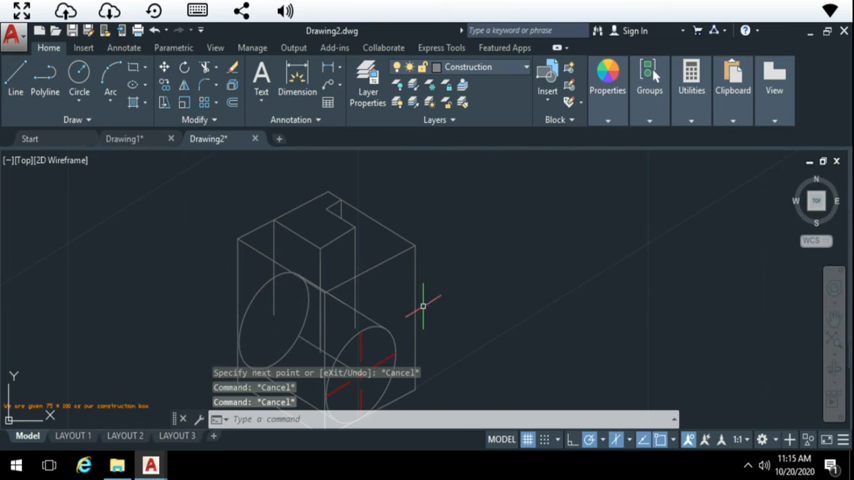 Drawing2.dwg
Type a keyword or phrase
Sign In
Home Insert Annotate Parametric View Manage Output Add-ins Collaborate Express Tools Featured Apps
Construction
Line Polyline Circle Arc
Text Dimension
Layer Properties
Insert
Properties Groups Utilities Clipboard View
Draw Modify Annotation Layers Block
Start Drawing1* Drawing2*
[−][Top][2D Wireframe]
N
W TOP E
S
WCS
Specify next point or [eXit/Undo]: *Cancel*
Command: *Cancel*
Command: *Cancel*
Y
X
Type a command
Model LAYOUT 1 LAYOUT 2 LAYOUT 3
MODEL 1:1
11:15 AM
10/20/2020